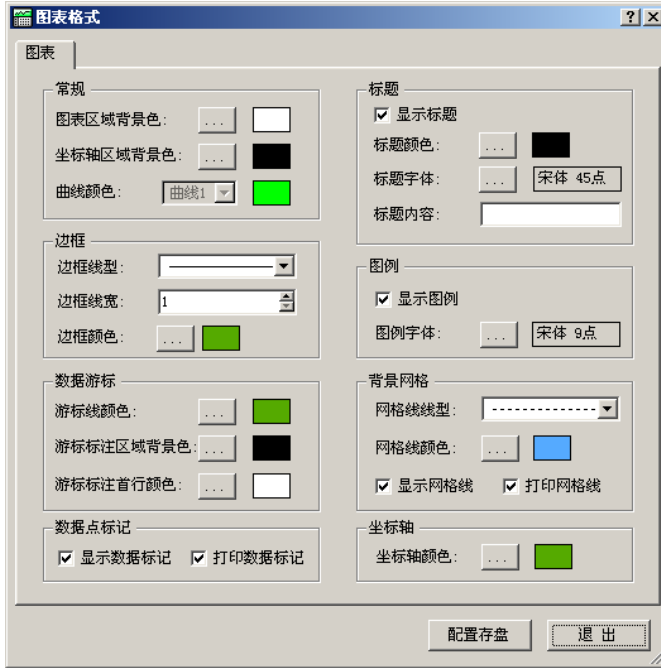 图表格式
图表
常规
图表区域背景色: ...
坐标轴区域背景色: ...
曲线颜色: 曲线1
边框
边框线型:
边框线宽: 1
边框颜色: ...
数据游标
游标线颜色: ...
游标标注区域背景色: ...
游标标注首行颜色: ...
数据点标记
显示数据标记 打印数据标记
标题
显示标题
标题颜色: ...
标题字体: ... 宋体 45点
标题内容:
图例
显示图例
图例字体: ... 宋体 9点
背景网格
网格线线型:
网格线颜色: ...
显示网格线 打印网格线
坐标轴
坐标轴颜色: ...
配置存盘 退 出